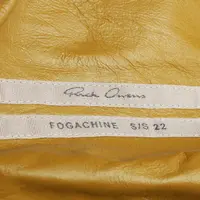 Rick Owens
FOGACHINE S/S 22